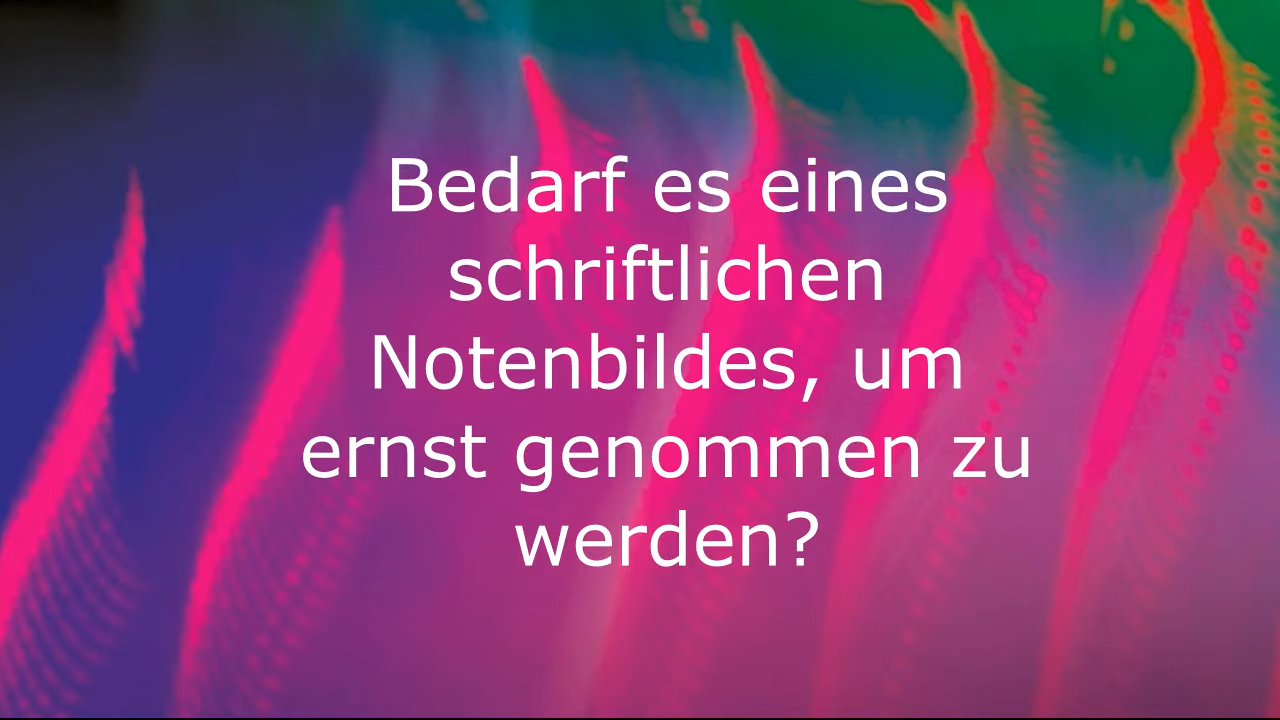 Bedarf es eines
schriftlichen
Notenbildes, um
ernst genommen zu
werden?